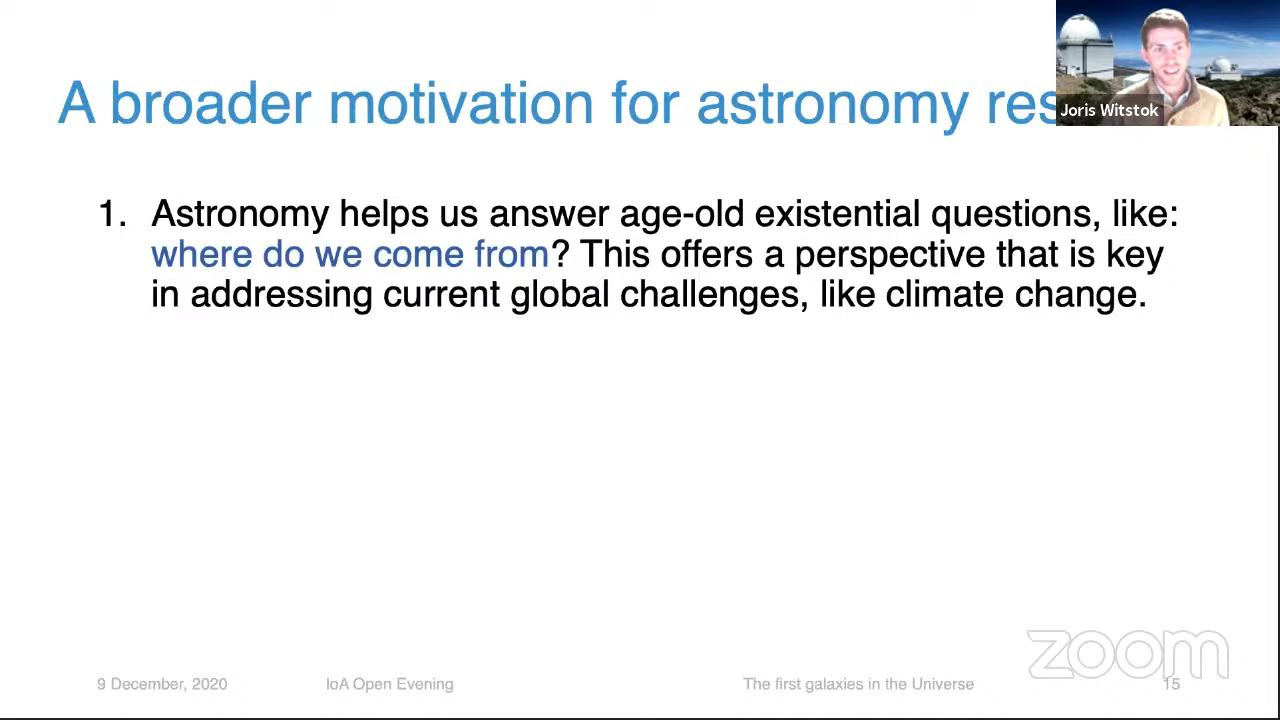 A broader motivation for astronomy res
Joris Witstok
1. Astronomy helps us answer age-old existential questions, like:
where do we come from? This offers a perspective that is key
in addressing current global challenges, like climate change.
zoom
9 December, 2020 IoA Open Evening The first galaxies in the Universe 15